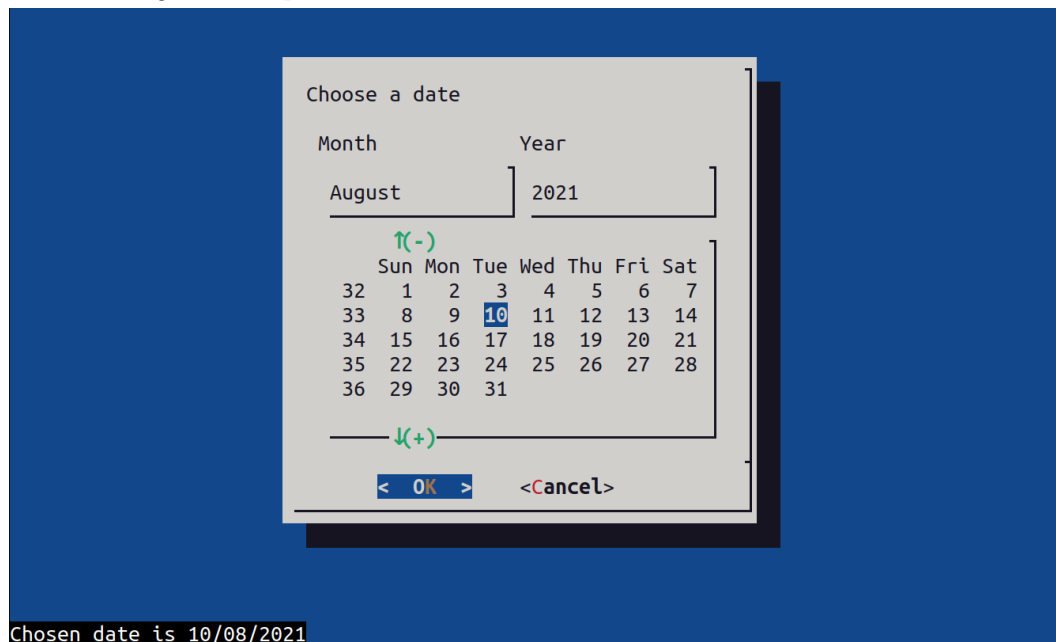 Choose a date
Month Year
August 2021
↑(-)
Sun Mon Tue Wed Thu Fri Sat
32 1 2 3 4 5 6 7
33 8 9 10 11 12 13 14
34 15 16 17 18 19 20 21
35 22 23 24 25 26 27 28
36 29 30 31
↓(+)
< OK > <Cancel>
Chosen date is 10/08/2021